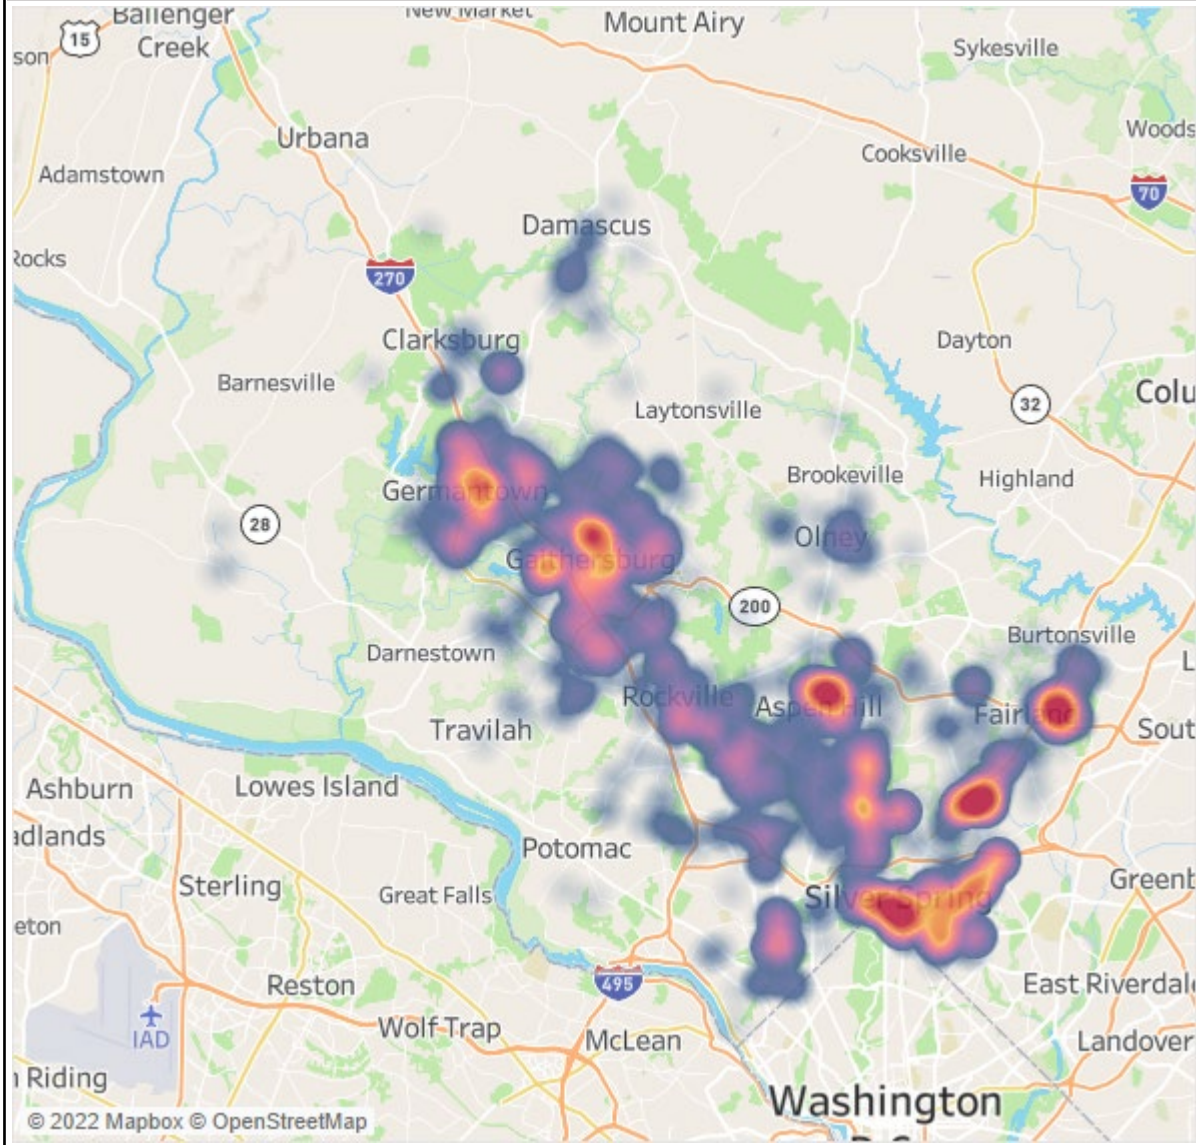 Ballenger
Creek
New Market
Mount Airy
15
son
Sykesville
Urbana
Woods
Cooksville
Adamstown
70
Damascus
Rocks
270
Clarksburg
Dayton
Barnesville
Colu
32
Laytonsville
Brookeville
Highland
Germantown
28
Olney
Gaithersburg
200
Burtonsville
Darnestown
L
Rockville
Aspen Hill
Fairland
Travilah
Sout
Ashburn
Lowes Island
adlands
Potomac
Sterling
Great Falls
Silver Spring
Greenb
eton
Reston
495
East Riverdale
IAD
Wolf Trap
McLean
Landover
n Riding
Washington
© 2022 Mapbox © OpenStreetMap